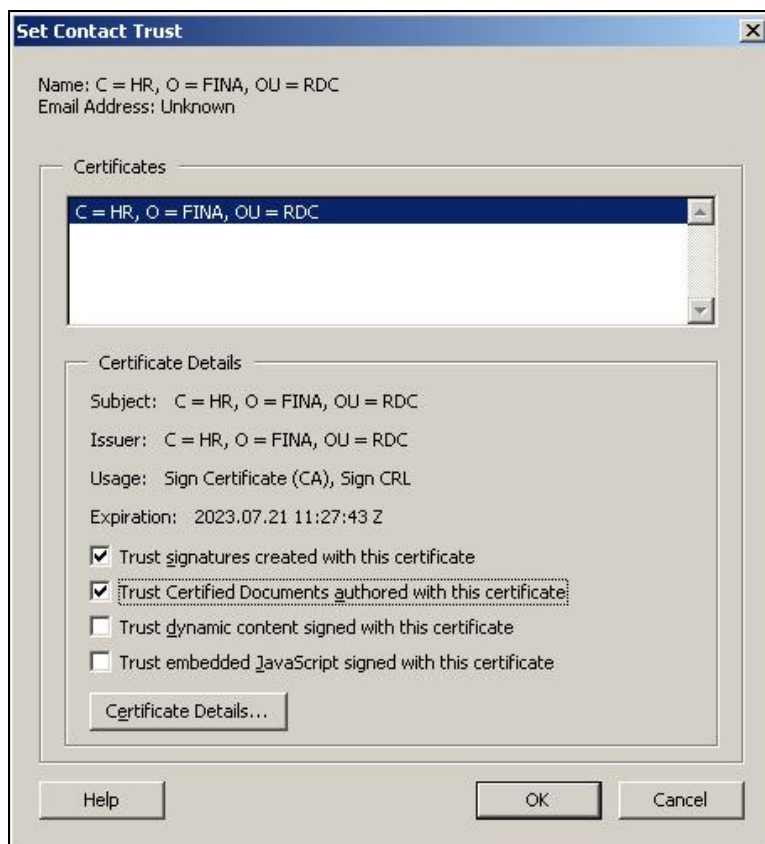 Set Contact Trust
Name: C = HR, O = FINA, OU = RDC
Email Address: Unknown
Certificates
C = HR, O = FINA, OU = RDC
Certificate Details
Subject: C = HR, O = FINA, OU = RDC
Issuer: C = HR, O = FINA, OU = RDC
Usage: Sign Certificate (CA), Sign CRL
Expiration: 2023.07.21 11:27:43 Z
Trust signatures created with this certificate
Trust Certified Documents authored with this certificate
Trust dynamic content signed with this certificate
Trust embedded JavaScript signed with this certificate
Certificate Details...
Help OK Cancel